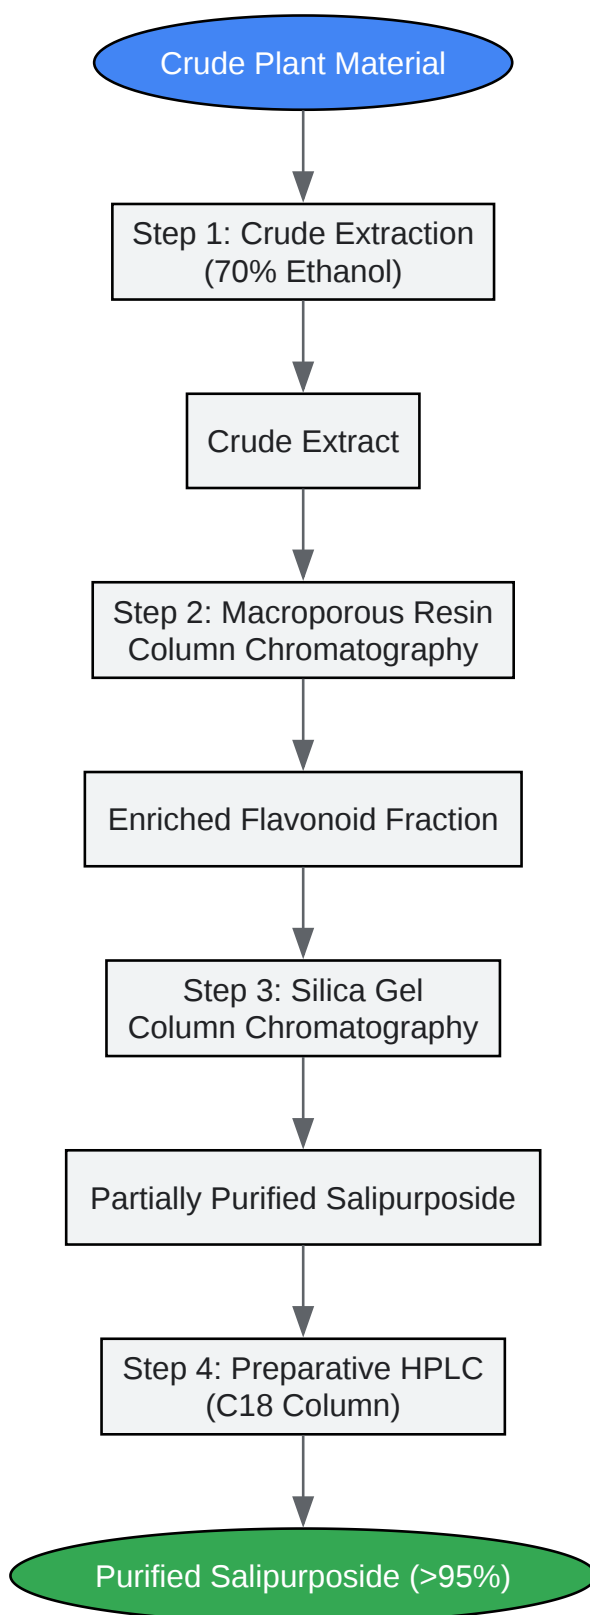 Crude Plant Material
Step 1: Crude Extraction
(70% Ethanol)
Crude Extract
Step 2: Macroporous Resin
Column Chromatography
Enriched Flavonoid Fraction
Step 3: Silica Gel
Column Chromatography
Partially Purified Salipurposide
Step 4: Preparative HPLC
(C18 Column)
Purified Salipurposide (>95%)